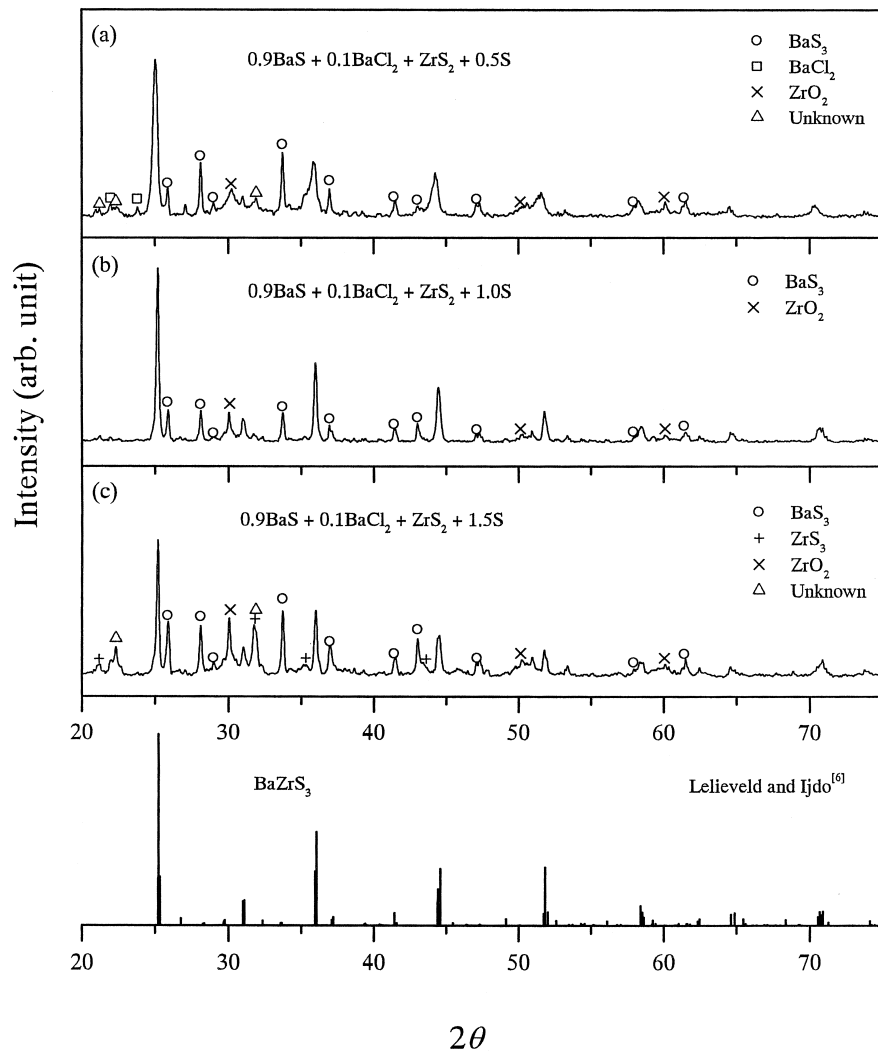 Intensity (arb. unit)
(a)
0.9BaS + 0.1BaCl₂ + ZrS₂ + 0.5S
○ BaS₃
□ BaCl₂
× ZrO₂
△ Unknown
(b)
0.9BaS + 0.1BaCl₂ + ZrS₂ + 1.0S
○ BaS₃
× ZrO₂
(c)
0.9BaS + 0.1BaCl₂ + ZrS₂ + 1.5S
○ BaS₃
+ ZrS₃
× ZrO₂
△ Unknown
20 30 40 50 60 70
BaZrS₃
Lelieveld and Ijdo[6]
20 30 40 50 60 70
2θ